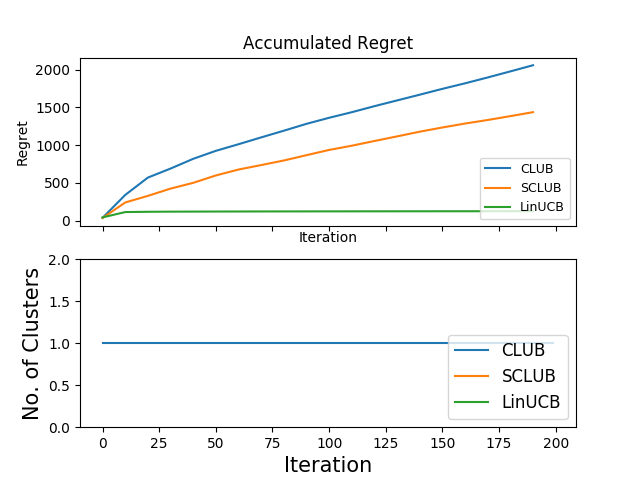 Accumulated Regret
Regret
2000
1500
1000
500
0
CLUB
SCLUB
LinUCB
Iteration
No. of Clusters
2.0
1.5
1.0
0.5
0.0
CLUB
SCLUB
LinUCB
0 25 50 75 100 125 150 175 200
Iteration